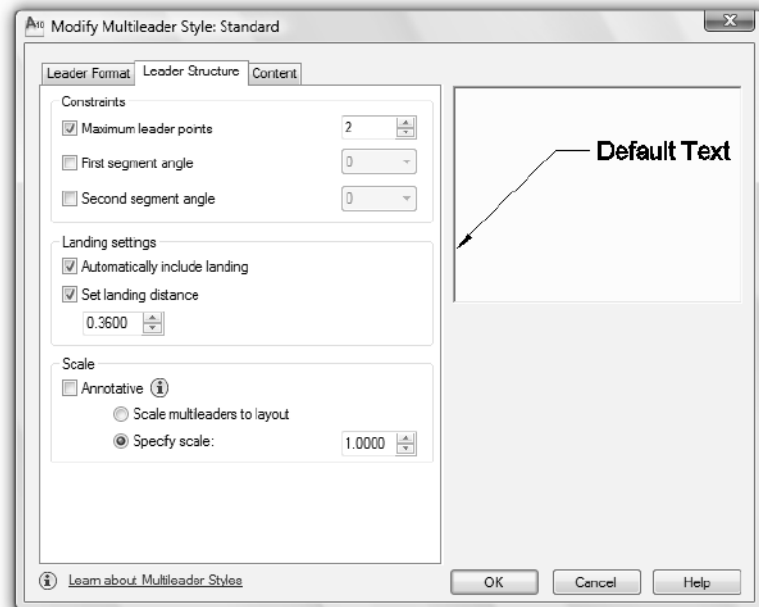 A10 Modify Multileader Style: Standard
Leader Format Leader Structure Content
Constraints
Maximum leader points 2
First segment angle 0
Second segment angle 0
Landing settings
Automatically include landing
Set landing distance
0.3600
Scale
Annotative
Scale multileaders to layout
Specify scale: 1.0000
Default Text
Learn about Multileader Styles
OK Cancel Help